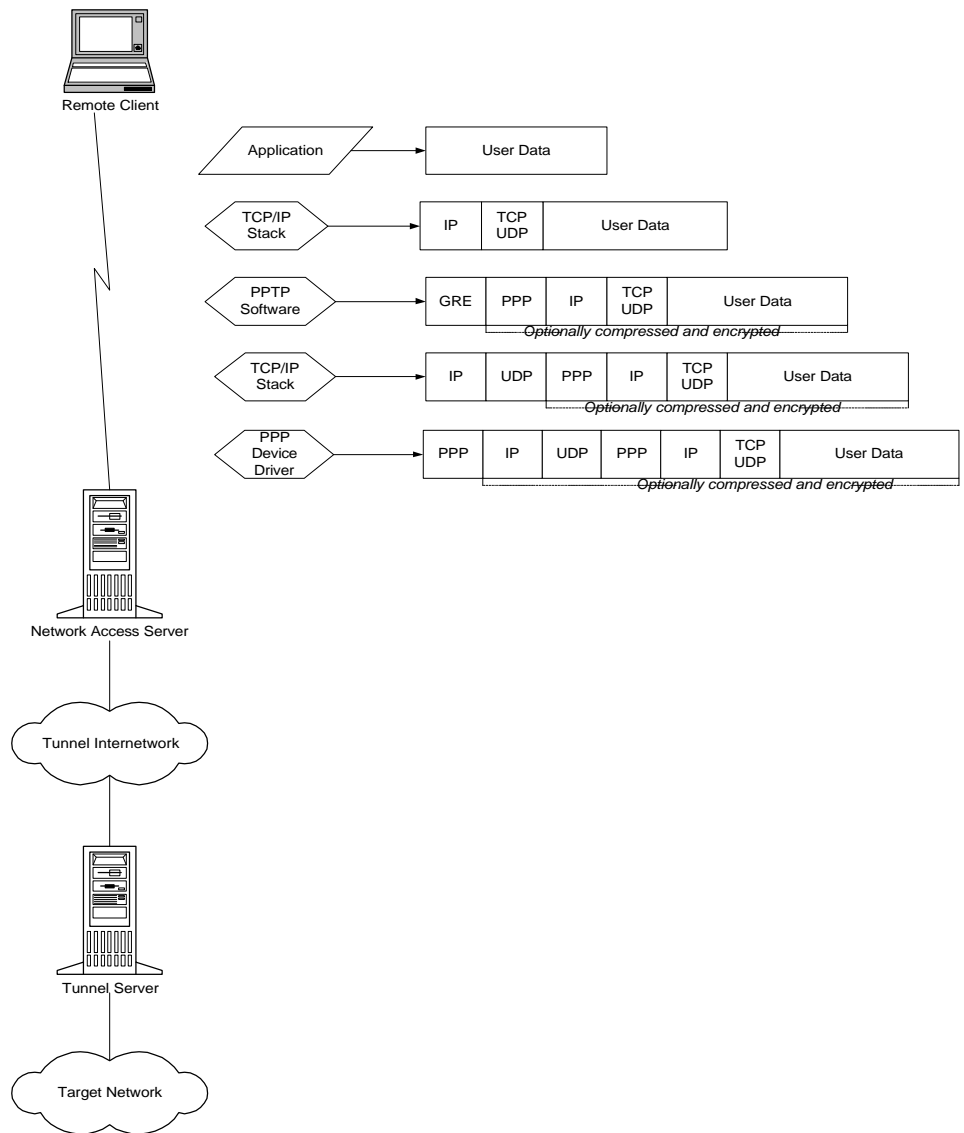 Remote Client
Application
User Data
TCP/IP
Stack
IP
TCP
UDP
User Data
PPTP
Software
GRE
PPP
IP
TCP
UDP
User Data
Optionally compressed and encrypted
TCP/IP
Stack
IP
UDP
PPP
IP
TCP
UDP
User Data
Optionally compressed and encrypted
PPP
Device
Driver
PPP
IP
UDP
PPP
IP
TCP
UDP
User Data
Optionally compressed and encrypted
Network Access Server
Tunnel Internetwork
Tunnel Server
Target Network